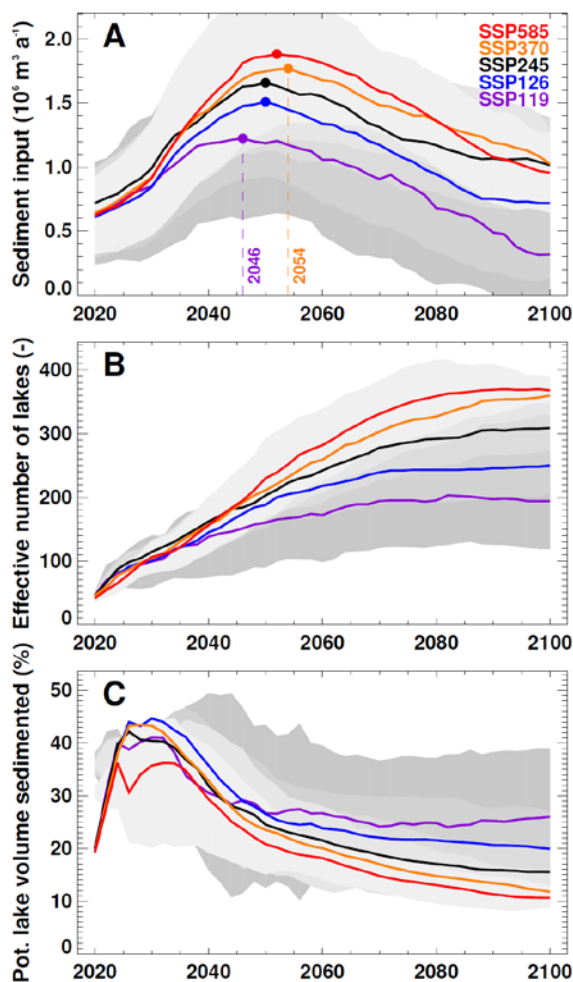 A
SSP585
SSP370
SSP245
SSP126
SSP119
Sediment input (10⁶ m³ a⁻¹)
2.0
1.5
1.0
0.5
0.0
2046
2054
2020 2040 2060 2080 2100
B
Effective number of lakes (-)
400
300
200
100
0
2020 2040 2060 2080 2100
C
Pot. lake volume sedimented (%)
50
40
30
20
10
0
2020 2040 2060 2080 2100